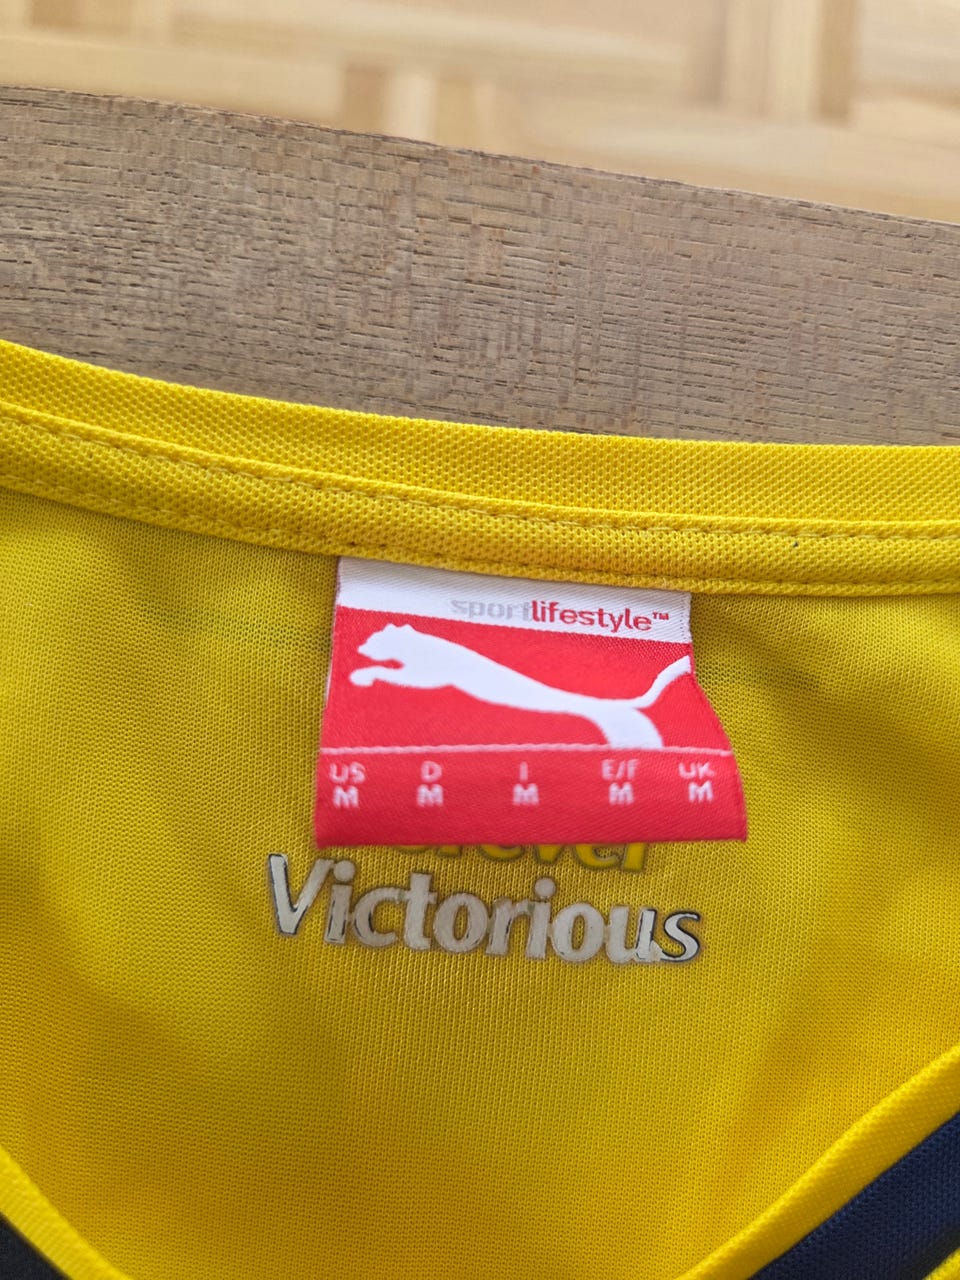 sportlifestyle™
US D I E/F UK
M M M M M
Victorious